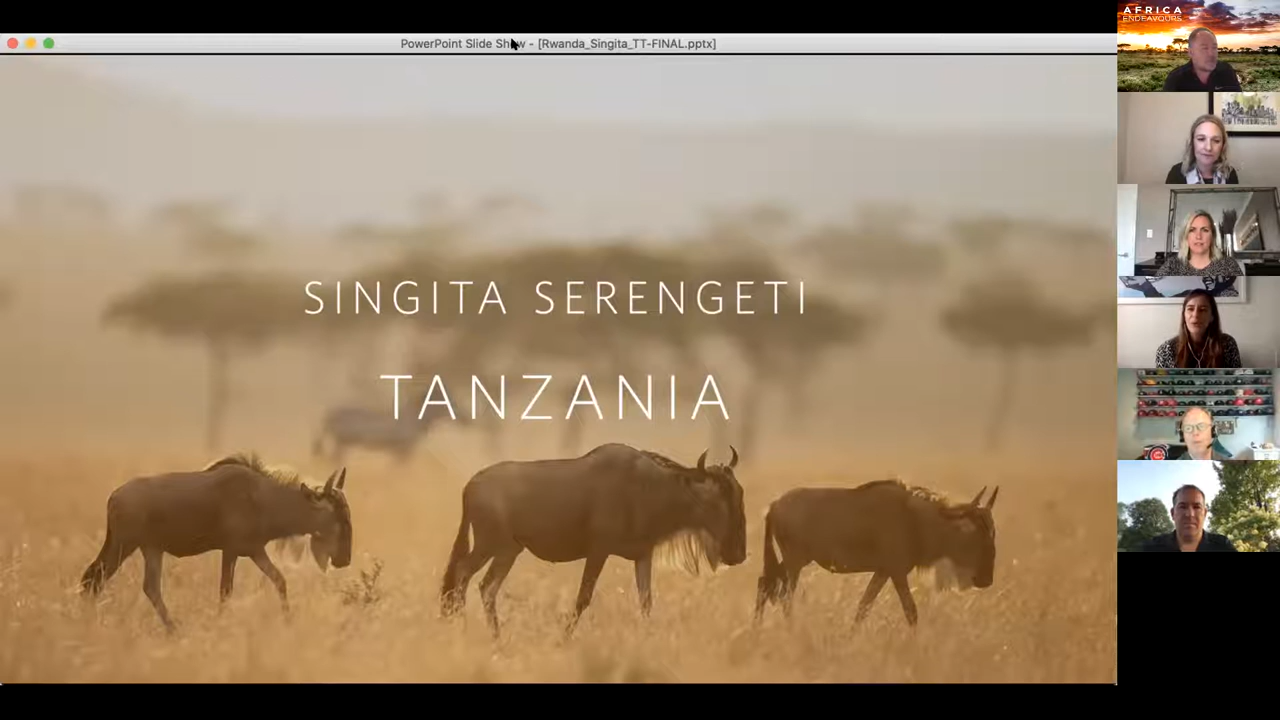 PowerPoint Slide Show - [Rwanda_Singita_TT-FINAL.pptx]
SINGITA SERENGETI
TANZANIA
AFRICA
ENDEAVOURS